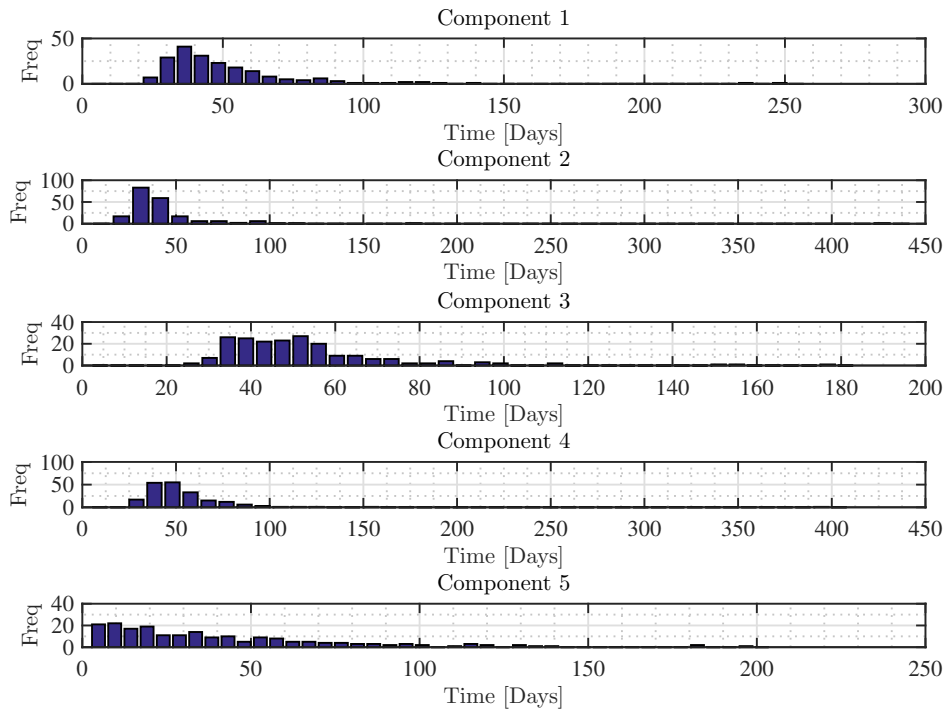 Component 1
50
0
Freq
0 50 100 150 200 250 300
Time [Days]
Component 2
100
50
0
Freq
0 50 100 150 200 250 300 350 400 450
Time [Days]
Component 3
40
20
0
Freq
0 20 40 60 80 100 120 140 160 180 200
Time [Days]
Component 4
100
50
0
Freq
0 50 100 150 200 250 300 350 400 450
Time [Days]
Component 5
40
20
0
Freq
0 50 100 150 200 250
Time [Days]